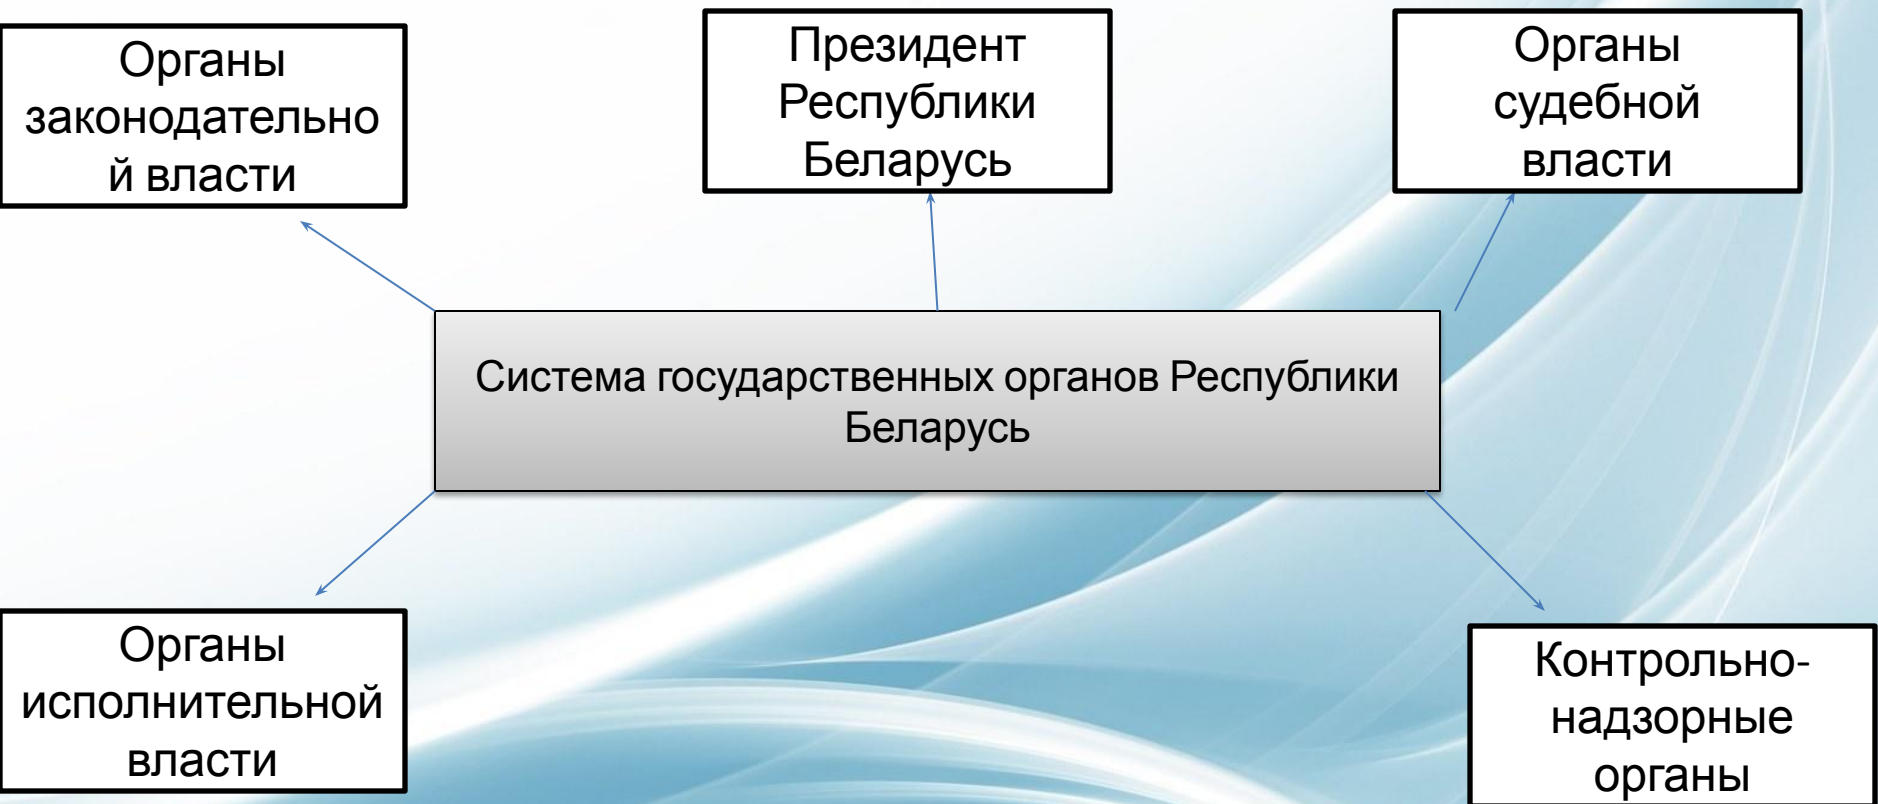 Органы
законодательно
й власти
Президент
Республики
Беларусь
Органы
судебной
власти
Система государственных органов Республики
Беларусь
Органы
исполнительной
власти
Контрольно-
надзорные
органы